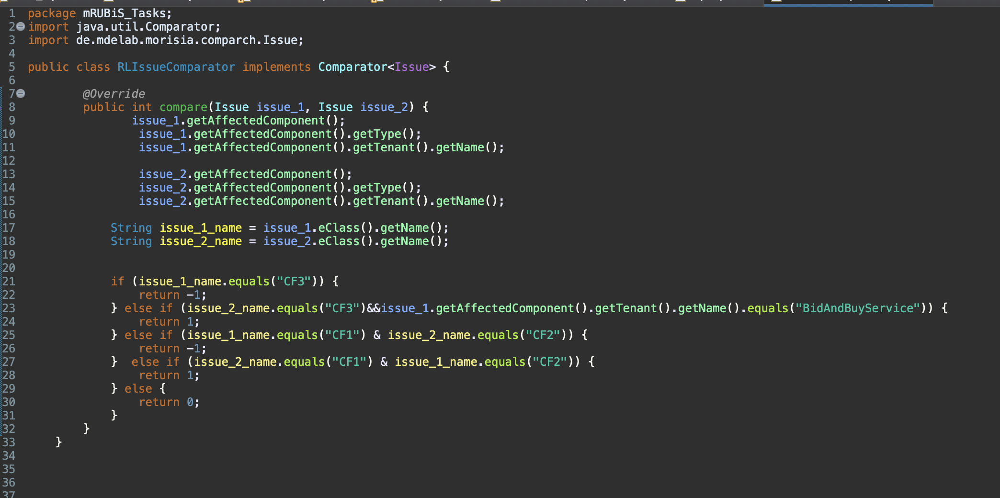 1 package mRUBiS_Tasks;
2 import java.util.Comparator;
3 import de.mdelab.morisia.comparch.Issue;
4
5 public class RLIssueComparator implements Comparator<Issue> {
6
7 @Override
8 public int compare(Issue issue_1, Issue issue_2) {
9 issue_1.getAffectedComponent();
10 issue_1.getAffectedComponent().getType();
11 issue_1.getAffectedComponent().getTenant().getName();
12
13 issue_2.getAffectedComponent();
14 issue_2.getAffectedComponent().getType();
15 issue_2.getAffectedComponent().getTenant().getName();
16
17 String issue_1_name = issue_1.eClass().getName();
18 String issue_2_name = issue_2.eClass().getName();
19
20
21 if (issue_1_name.equals("CF3")) {
22 return -1;
23 } else if (issue_2_name.equals("CF3")&&issue_1.getAffectedComponent().getTenant().getName().equals("BidAndBuyService")) {
24 return 1;
25 } else if (issue_1_name.equals("CF1") & issue_2_name.equals("CF2")) {
26 return -1;
27 }  else if (issue_2_name.equals("CF1") & issue_1_name.equals("CF2")) {
28 return 1;
29 } else {
30 return 0;
31 }
32 }
33 }
34
35
36
37